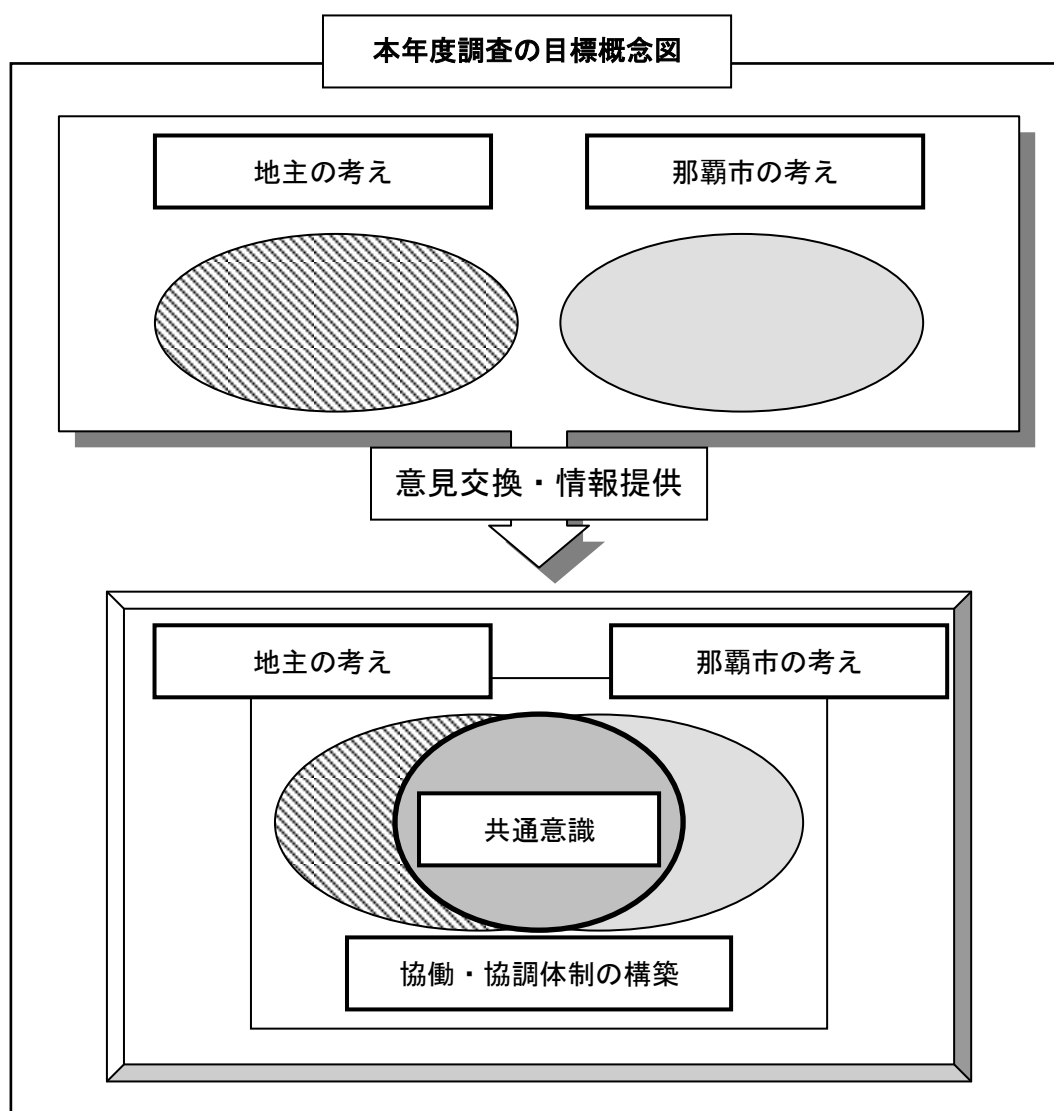 本年度調査の目標概念図
地主の考え
那覇市の考え
意見交換・情報提供
地主の考え
那覇市の考え
共通意識
協働・協調体制の構築